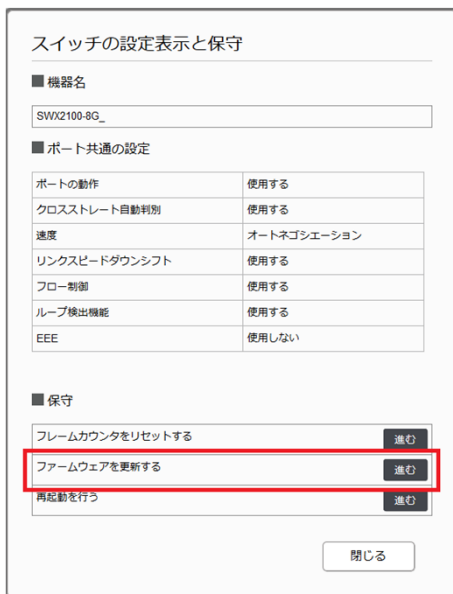 スイッチの設定表示と保守
機器名
SWX2100-8G_
ポート共通の設定
ポートの動作 使用する
クロスストレート自動判別 使用する
速度 オートネゴシエーション
リンクスピードダウンシフト 使用する
フロー制御 使用する
ループ検出機能 使用する
EEE 使用しない
保守
フレームカウンタをリセットする 進む
ファームウェアを更新する 進む
再起動を行う 進む
閉じる